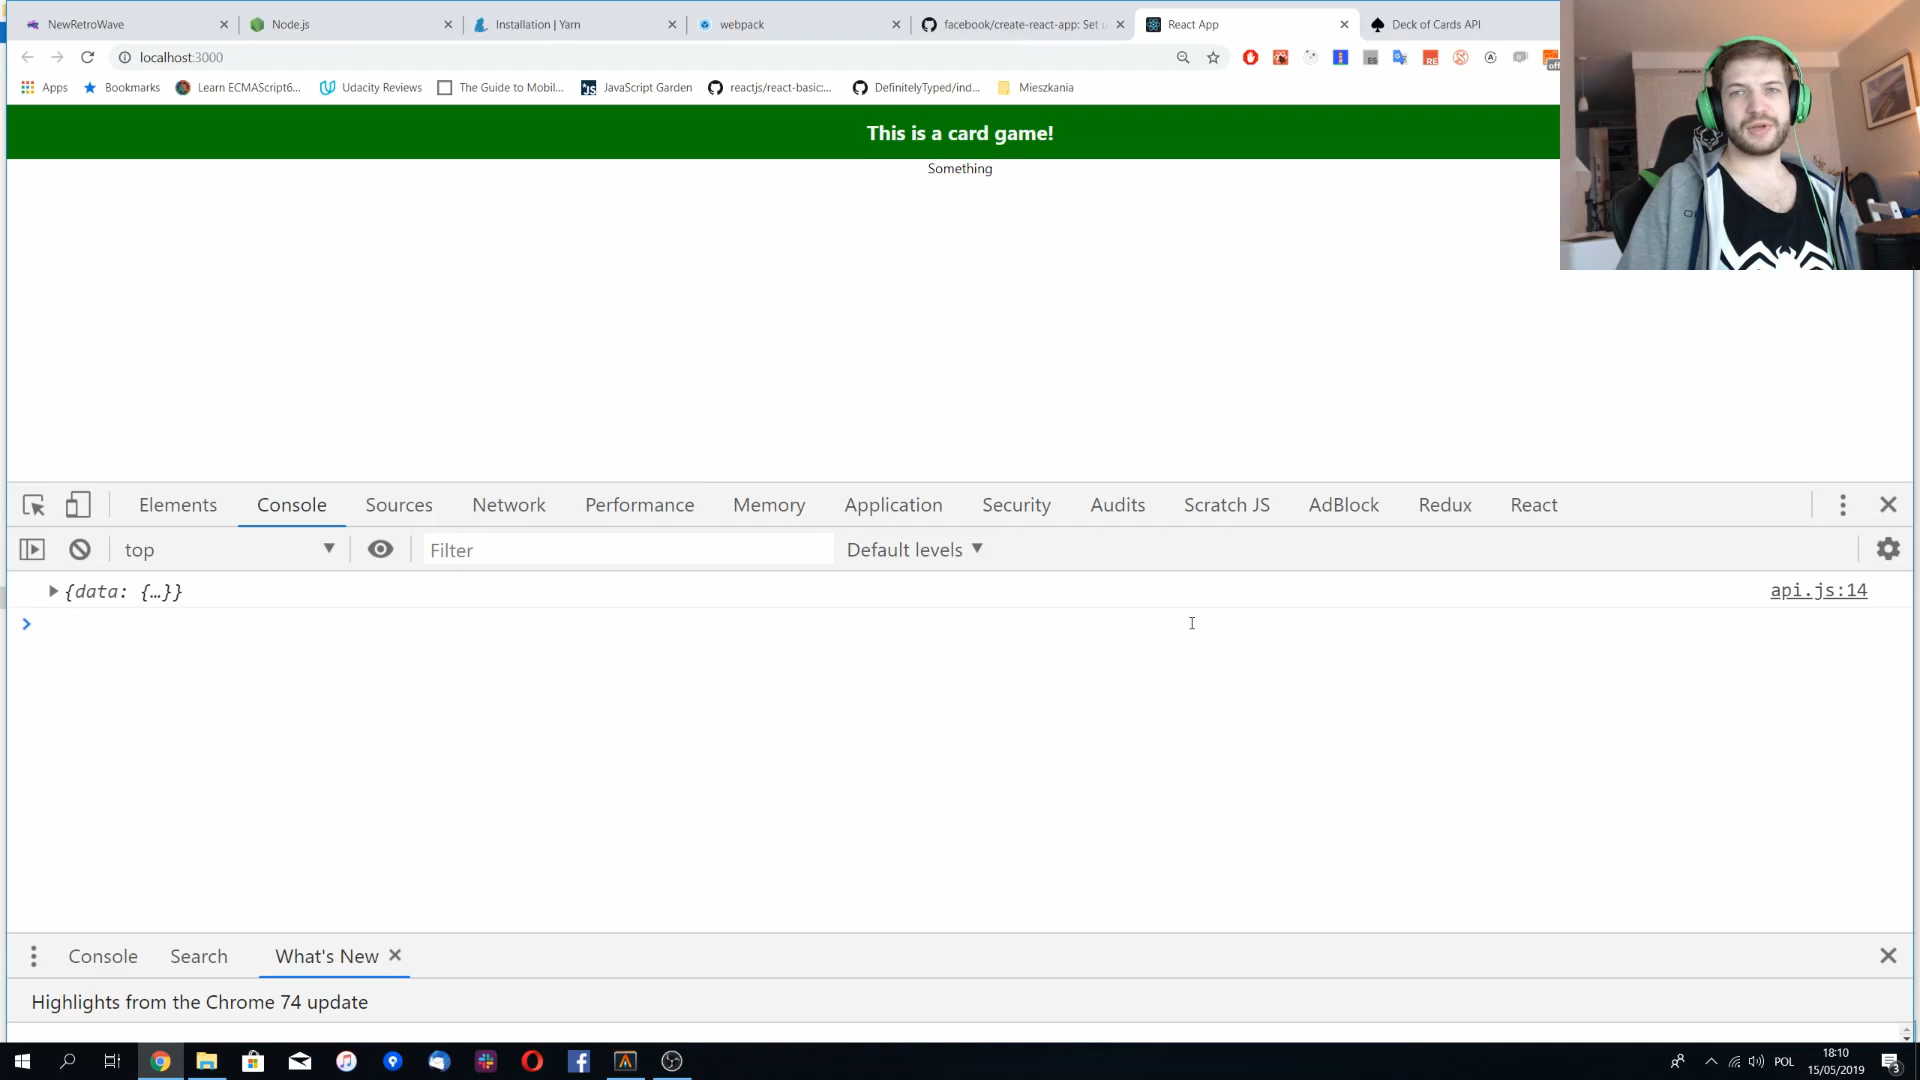 NewRetroWave
Node.js
Installation | Yarn
webpack
facebook/create-react-app: Set u
React App
Deck of Cards API
localhost:3000
Apps
Bookmarks
Learn ECMAScript6...
Udacity Reviews
The Guide to Mobil...
JavaScript Garden
reactjs/react-basic:...
DefinitelyTyped/ind...
Mieszkania
off
This is a card game!
Something
Elements
Console
Sources
Network
Performance
Memory
Application
Security
Audits
Scratch JS
AdBlock
Redux
React
top
Filter
Default levels
{data: {…}}
api.js:14
Console
Search
What's New
Highlights from the Chrome 74 update
POL
18:10
15/05/2019
3